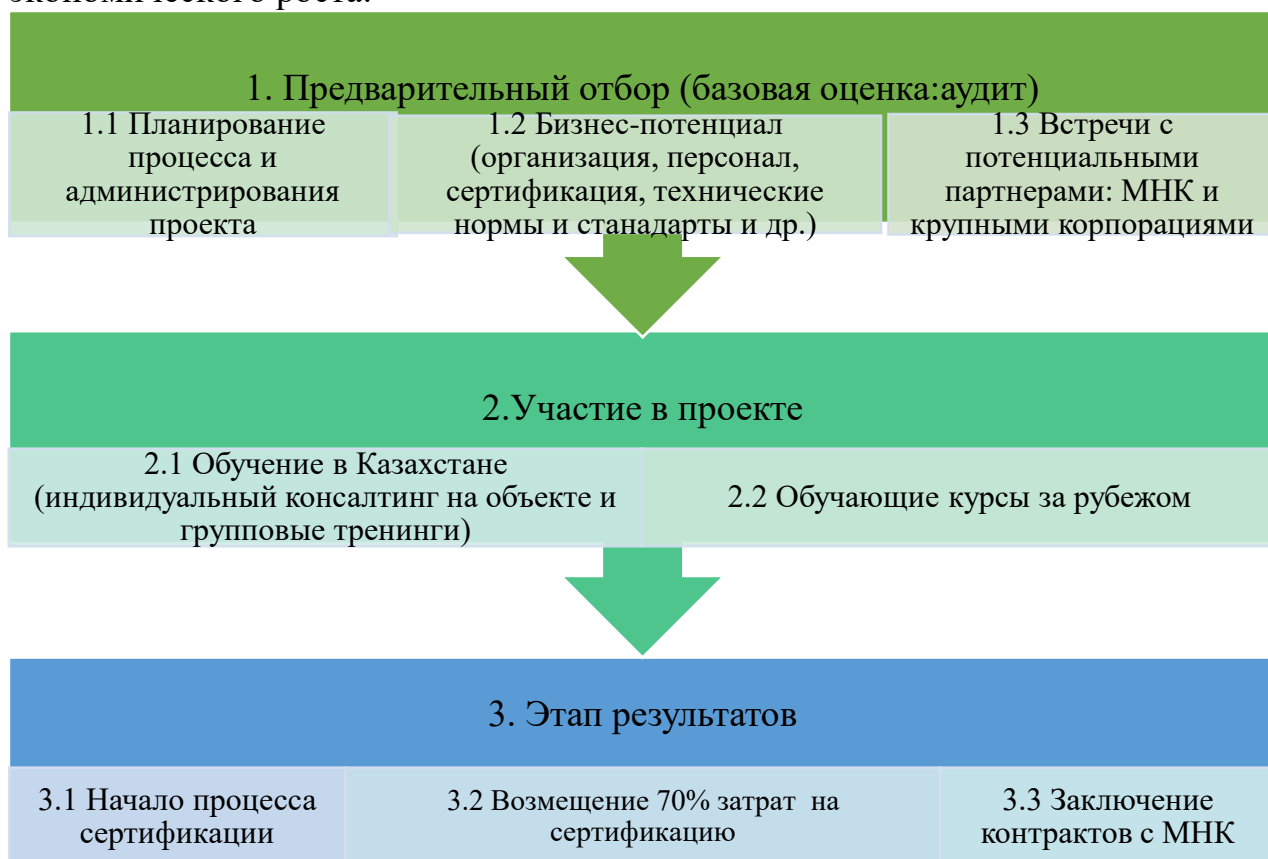 экономического роста.
1. Предварительный отбор (базовая оценка:аудит)
1.1 Планирование
процесса и
администрирования
проекта
1.2 Бизнес-потенциал
(организация, персонал,
сертификация, технические
нормы и станадарты и др.)
1.3 Встречи с
потенциальными
партнерами: МНК и
крупными корпорациями
2.Участие в проекте
2.1 Обучение в Казахстане
(индивидуальный консалтинг на объекте и
групповые тренинги)
2.2 Обучающие курсы за рубежом
3. Этап результатов
3.1 Начало процесса
сертификации
3.2 Возмещение 70% затрат на
сертификацию
3.3 Заключение
контрактов с МНК